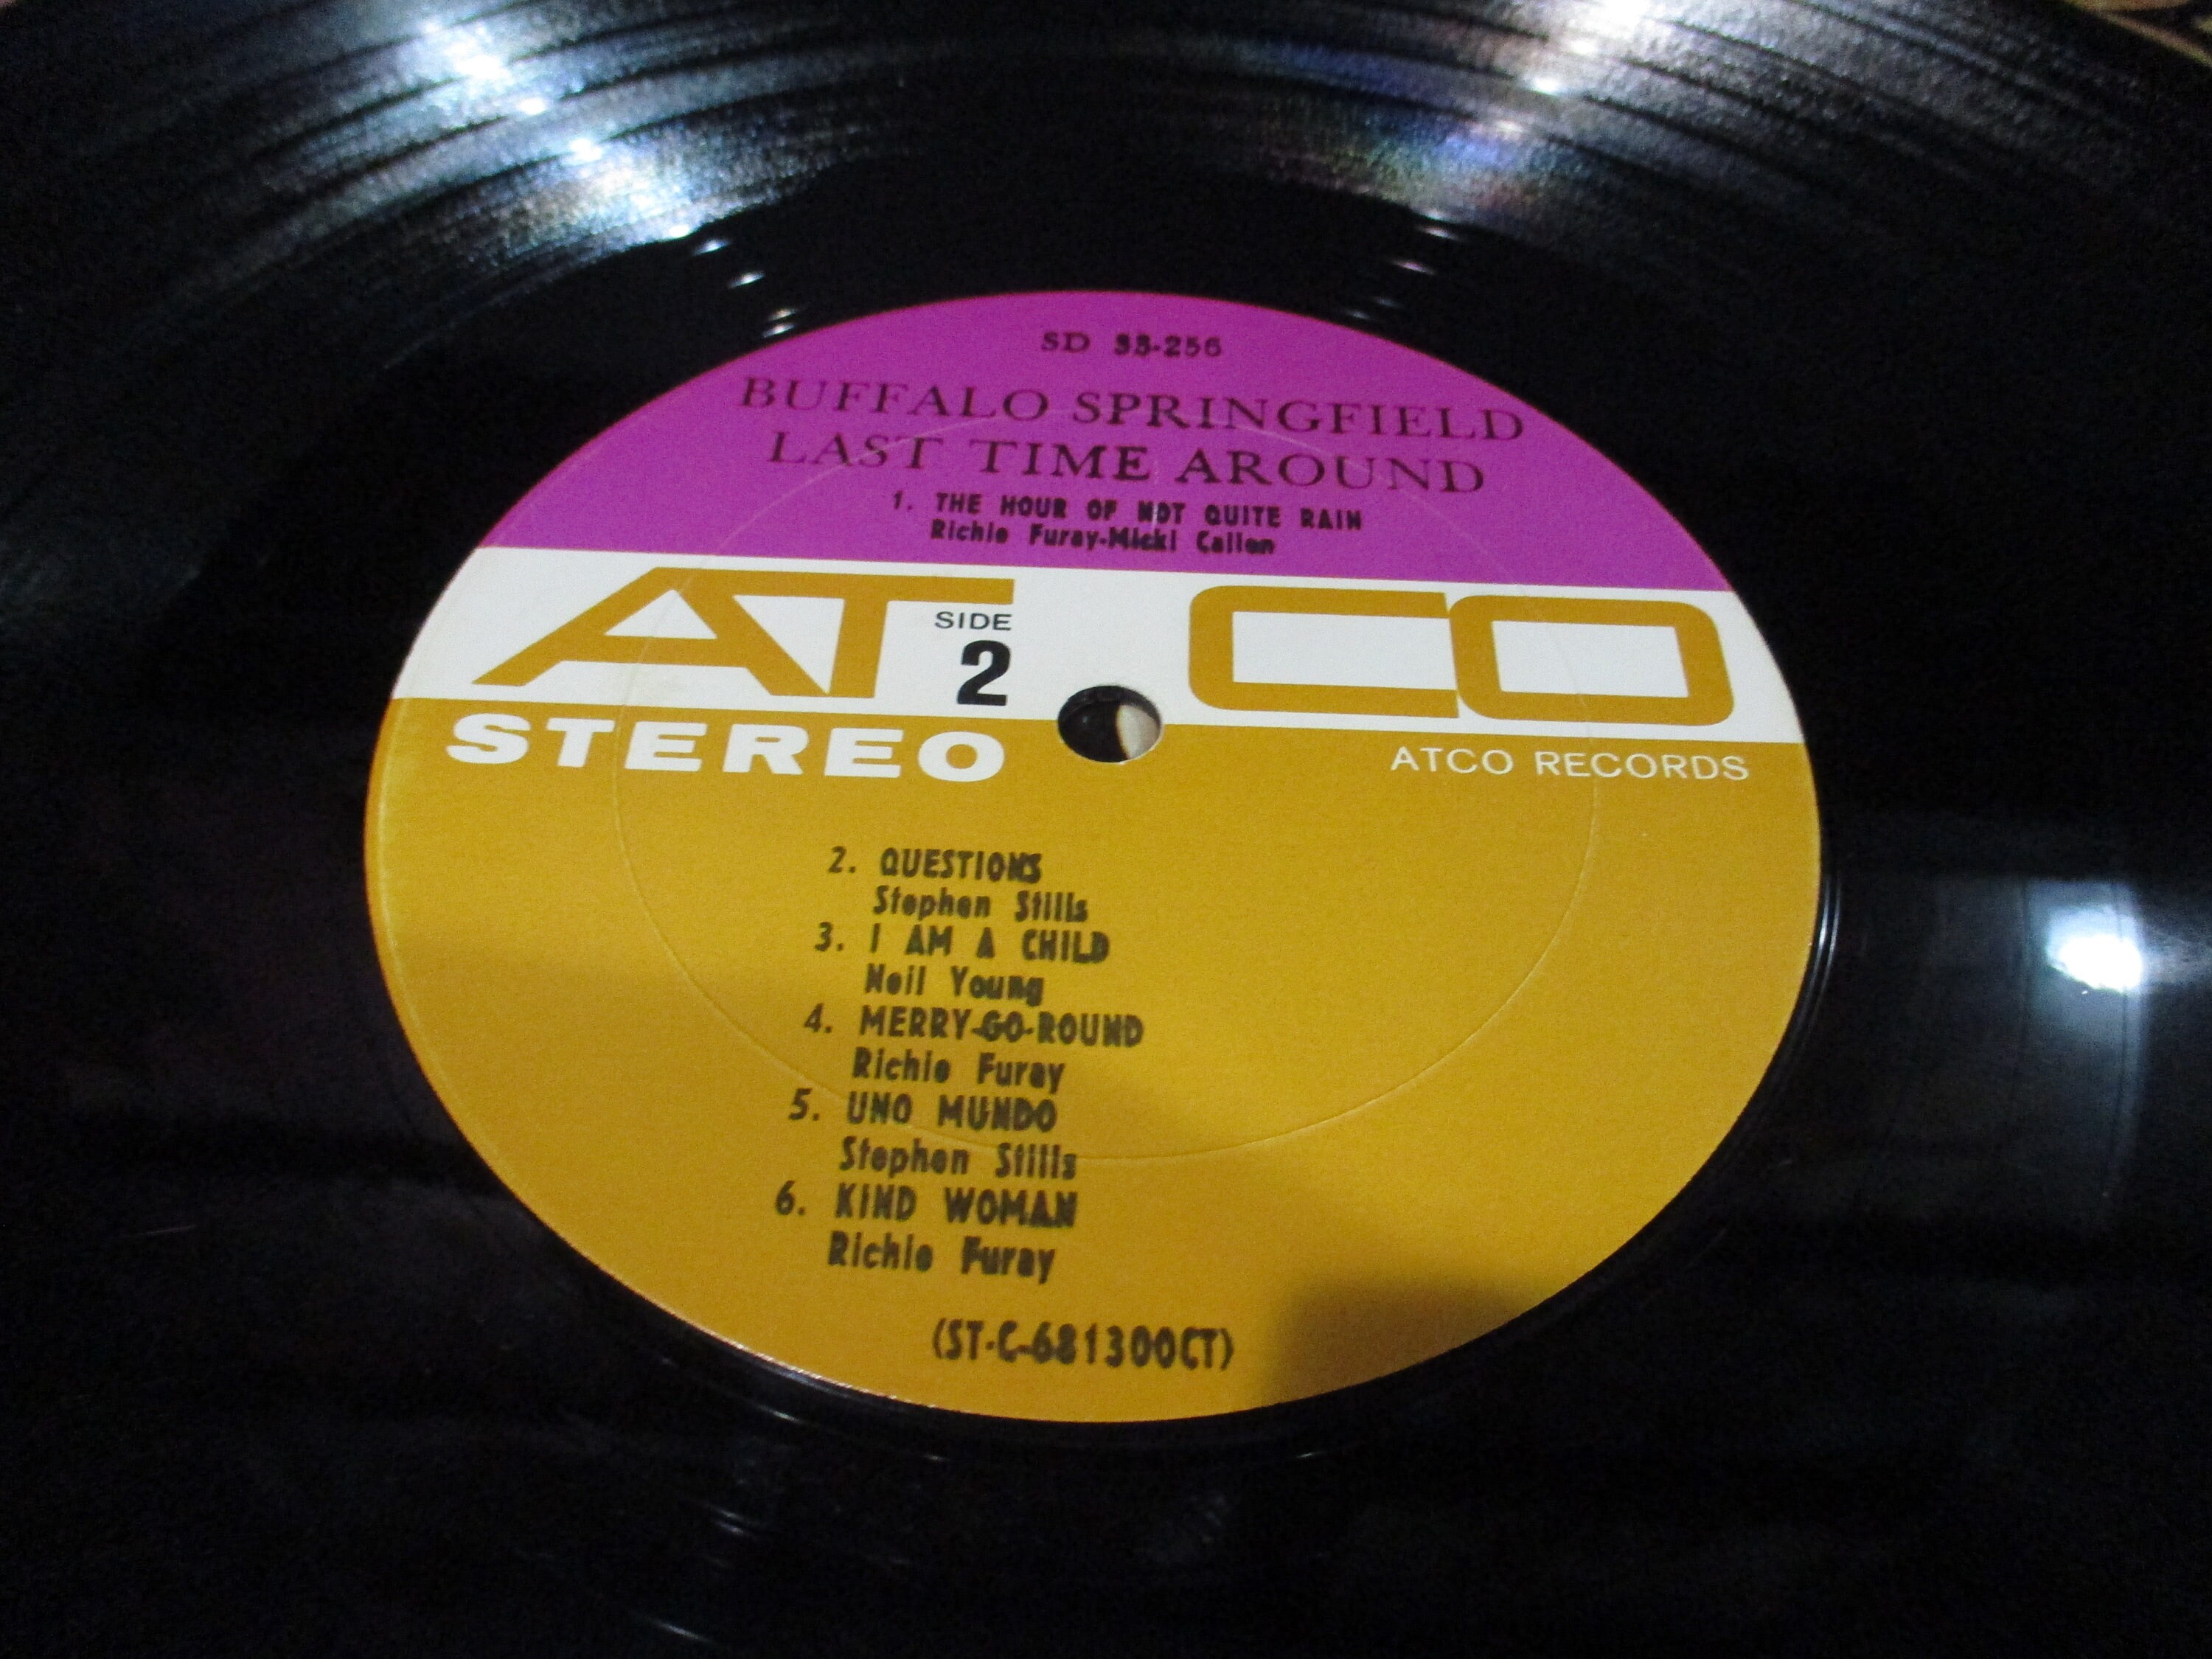 SD 33-256
BUFFALO SPRINGFIELD
LAST TIME AROUND
1. THE HOUR OF NOT QUITE RAIN
Richie Furay-Micki Callen
ATCO
SIDE
2
STEREO
ATCO RECORDS
2. QUESTIONS
Stephen Stills
3. I AM A CHILD
Neil Young
4. MERRY-GO-ROUND
Richie Furay
5. UNO MUNDO
Stephen Stills
6. KIND WOMAN
Richie Furay
(ST-C-681300CT)